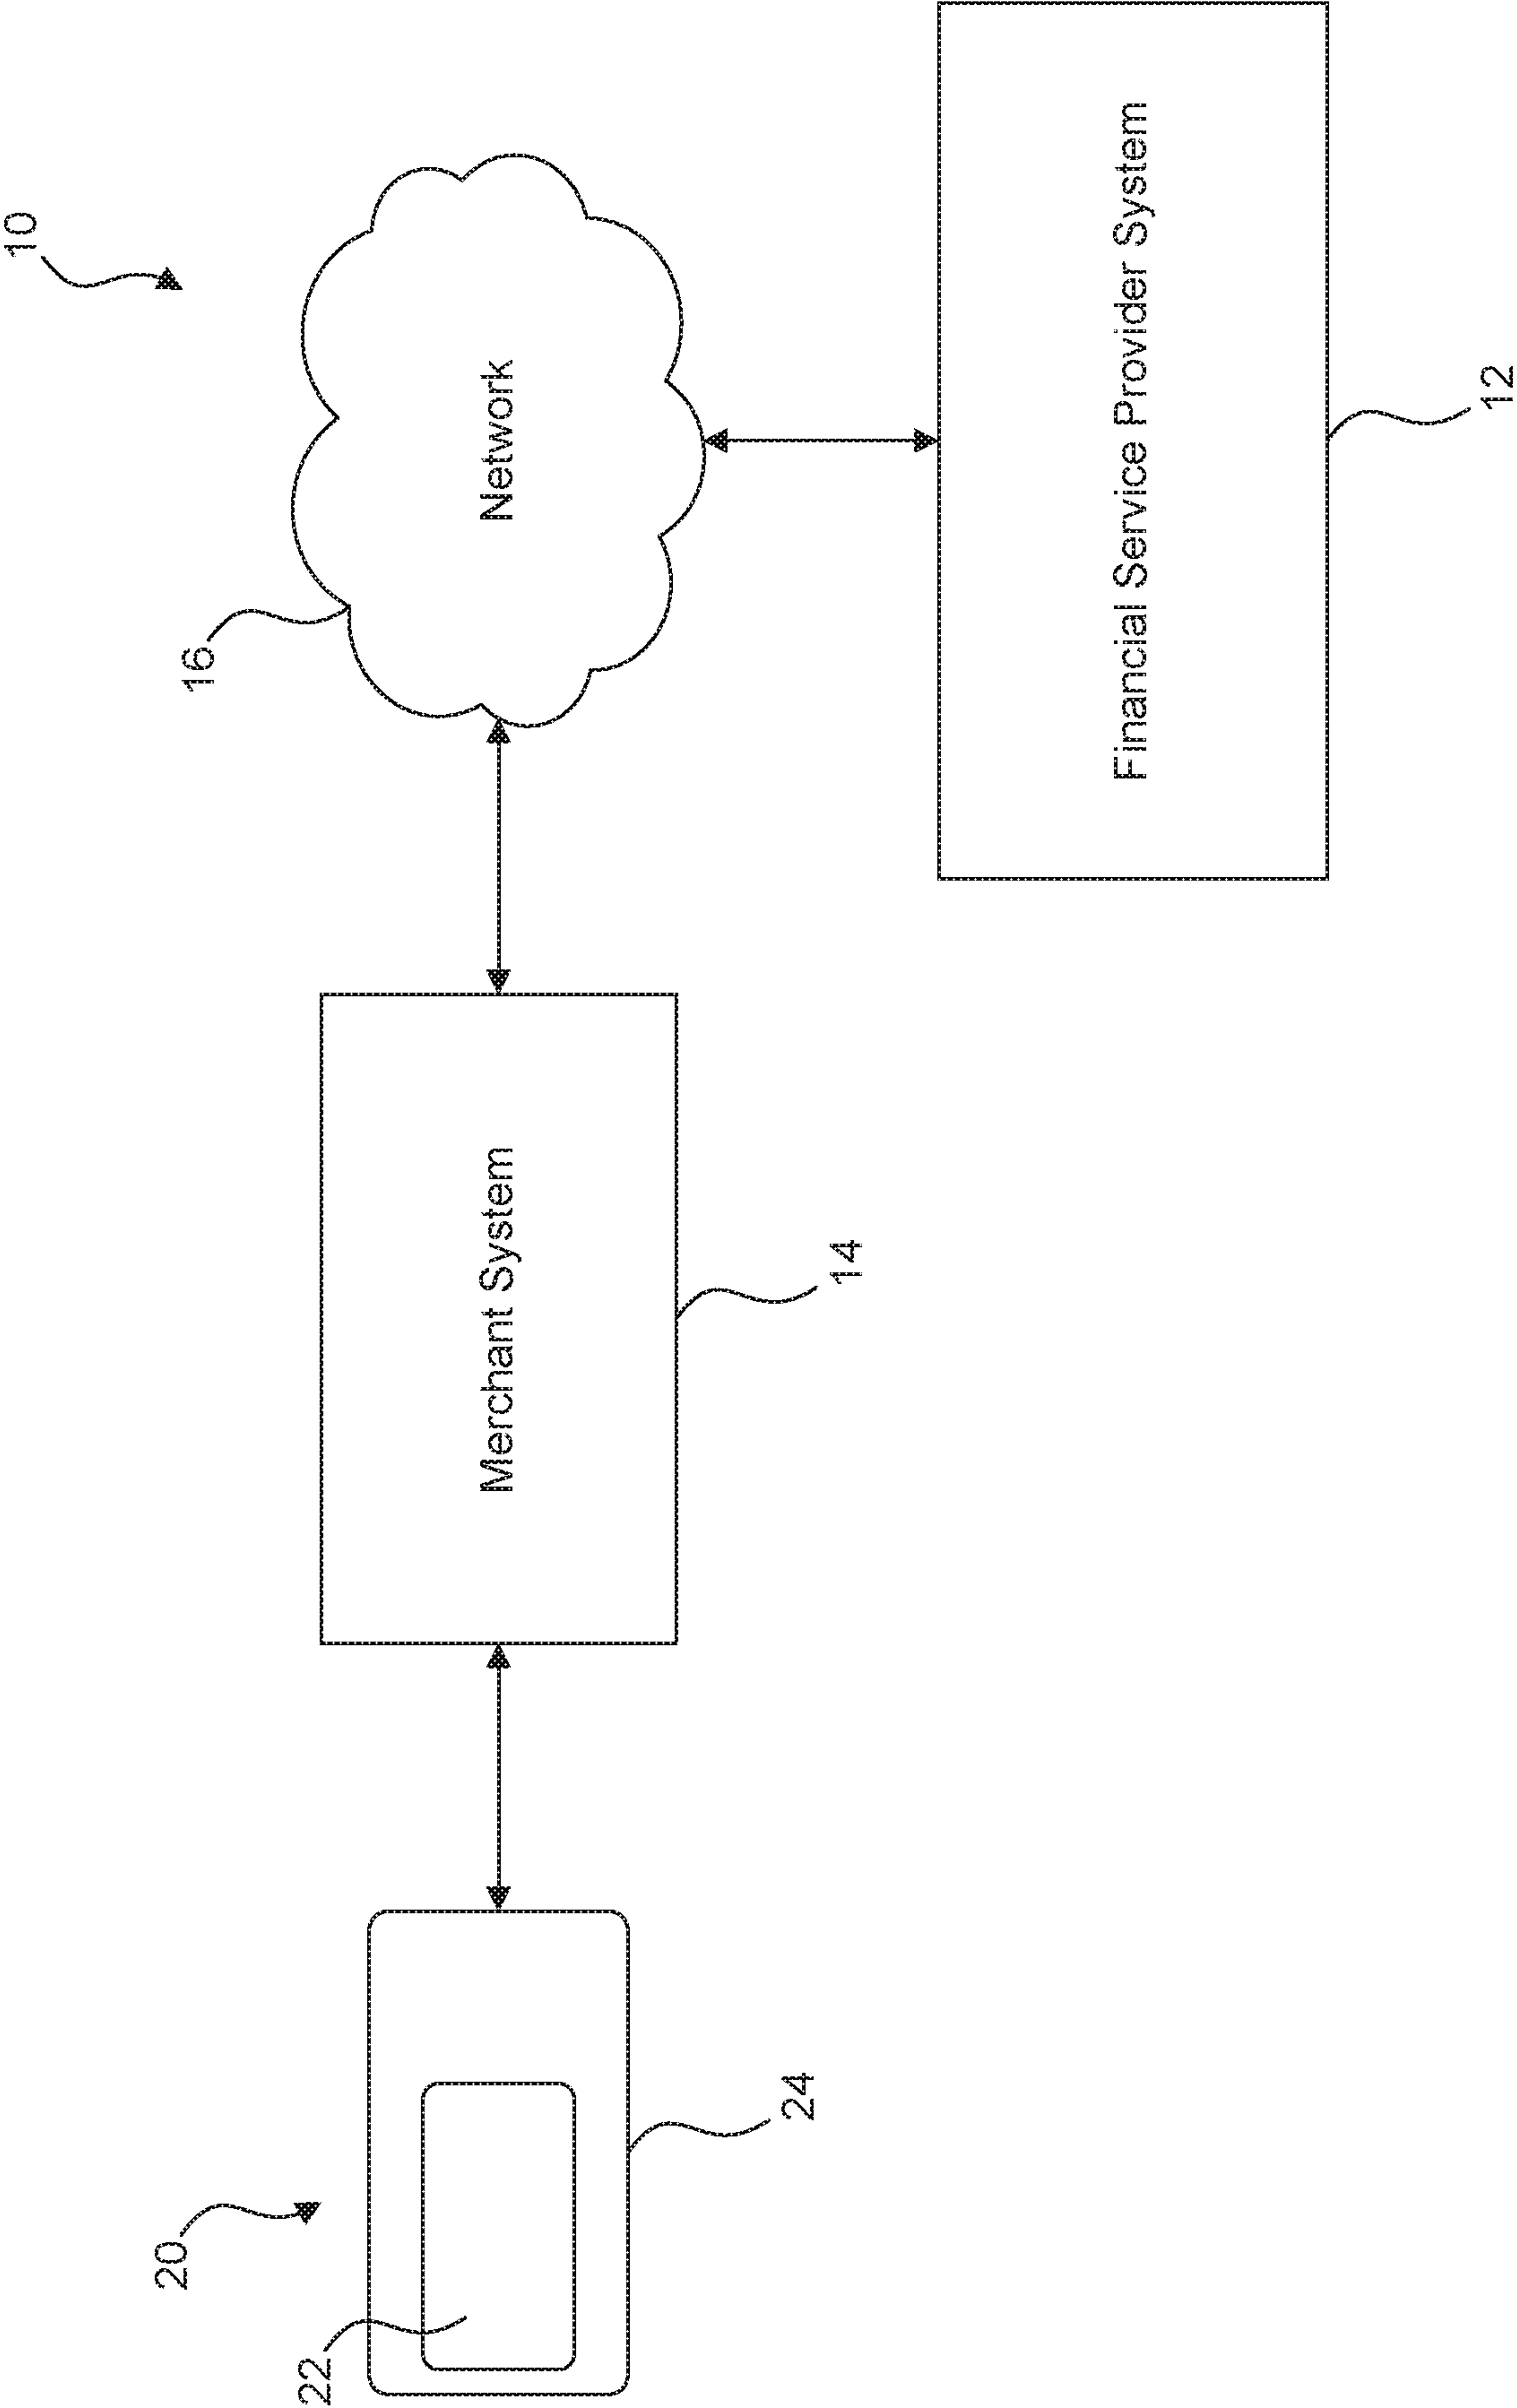 10
20
16
22
Merchant System
Network
24
14
Financial Service Provider System
12